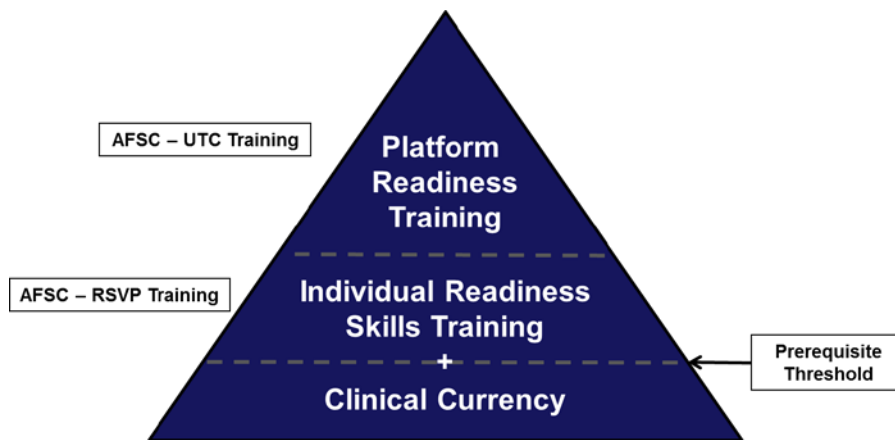 AFSC – UTC Training
Platform
Readiness
Training
AFSC – RSVP Training
Individual Readiness
Skills Training
+
Prerequisite
Threshold
Clinical Currency